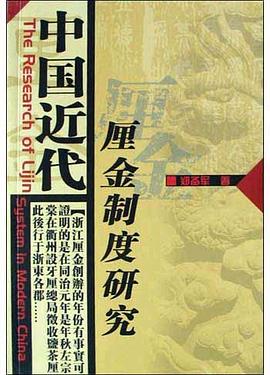 中国近代
The Research of Lijin
System in Modern China
厘金
厘金制度研究
郑备军 著
【浙江厘金創辦的年份有事實可
證明的是在同治元年是年秋左宗
棠在衢州設牙厘總局徵收鹽茶厘
此後行于浙東各郡……